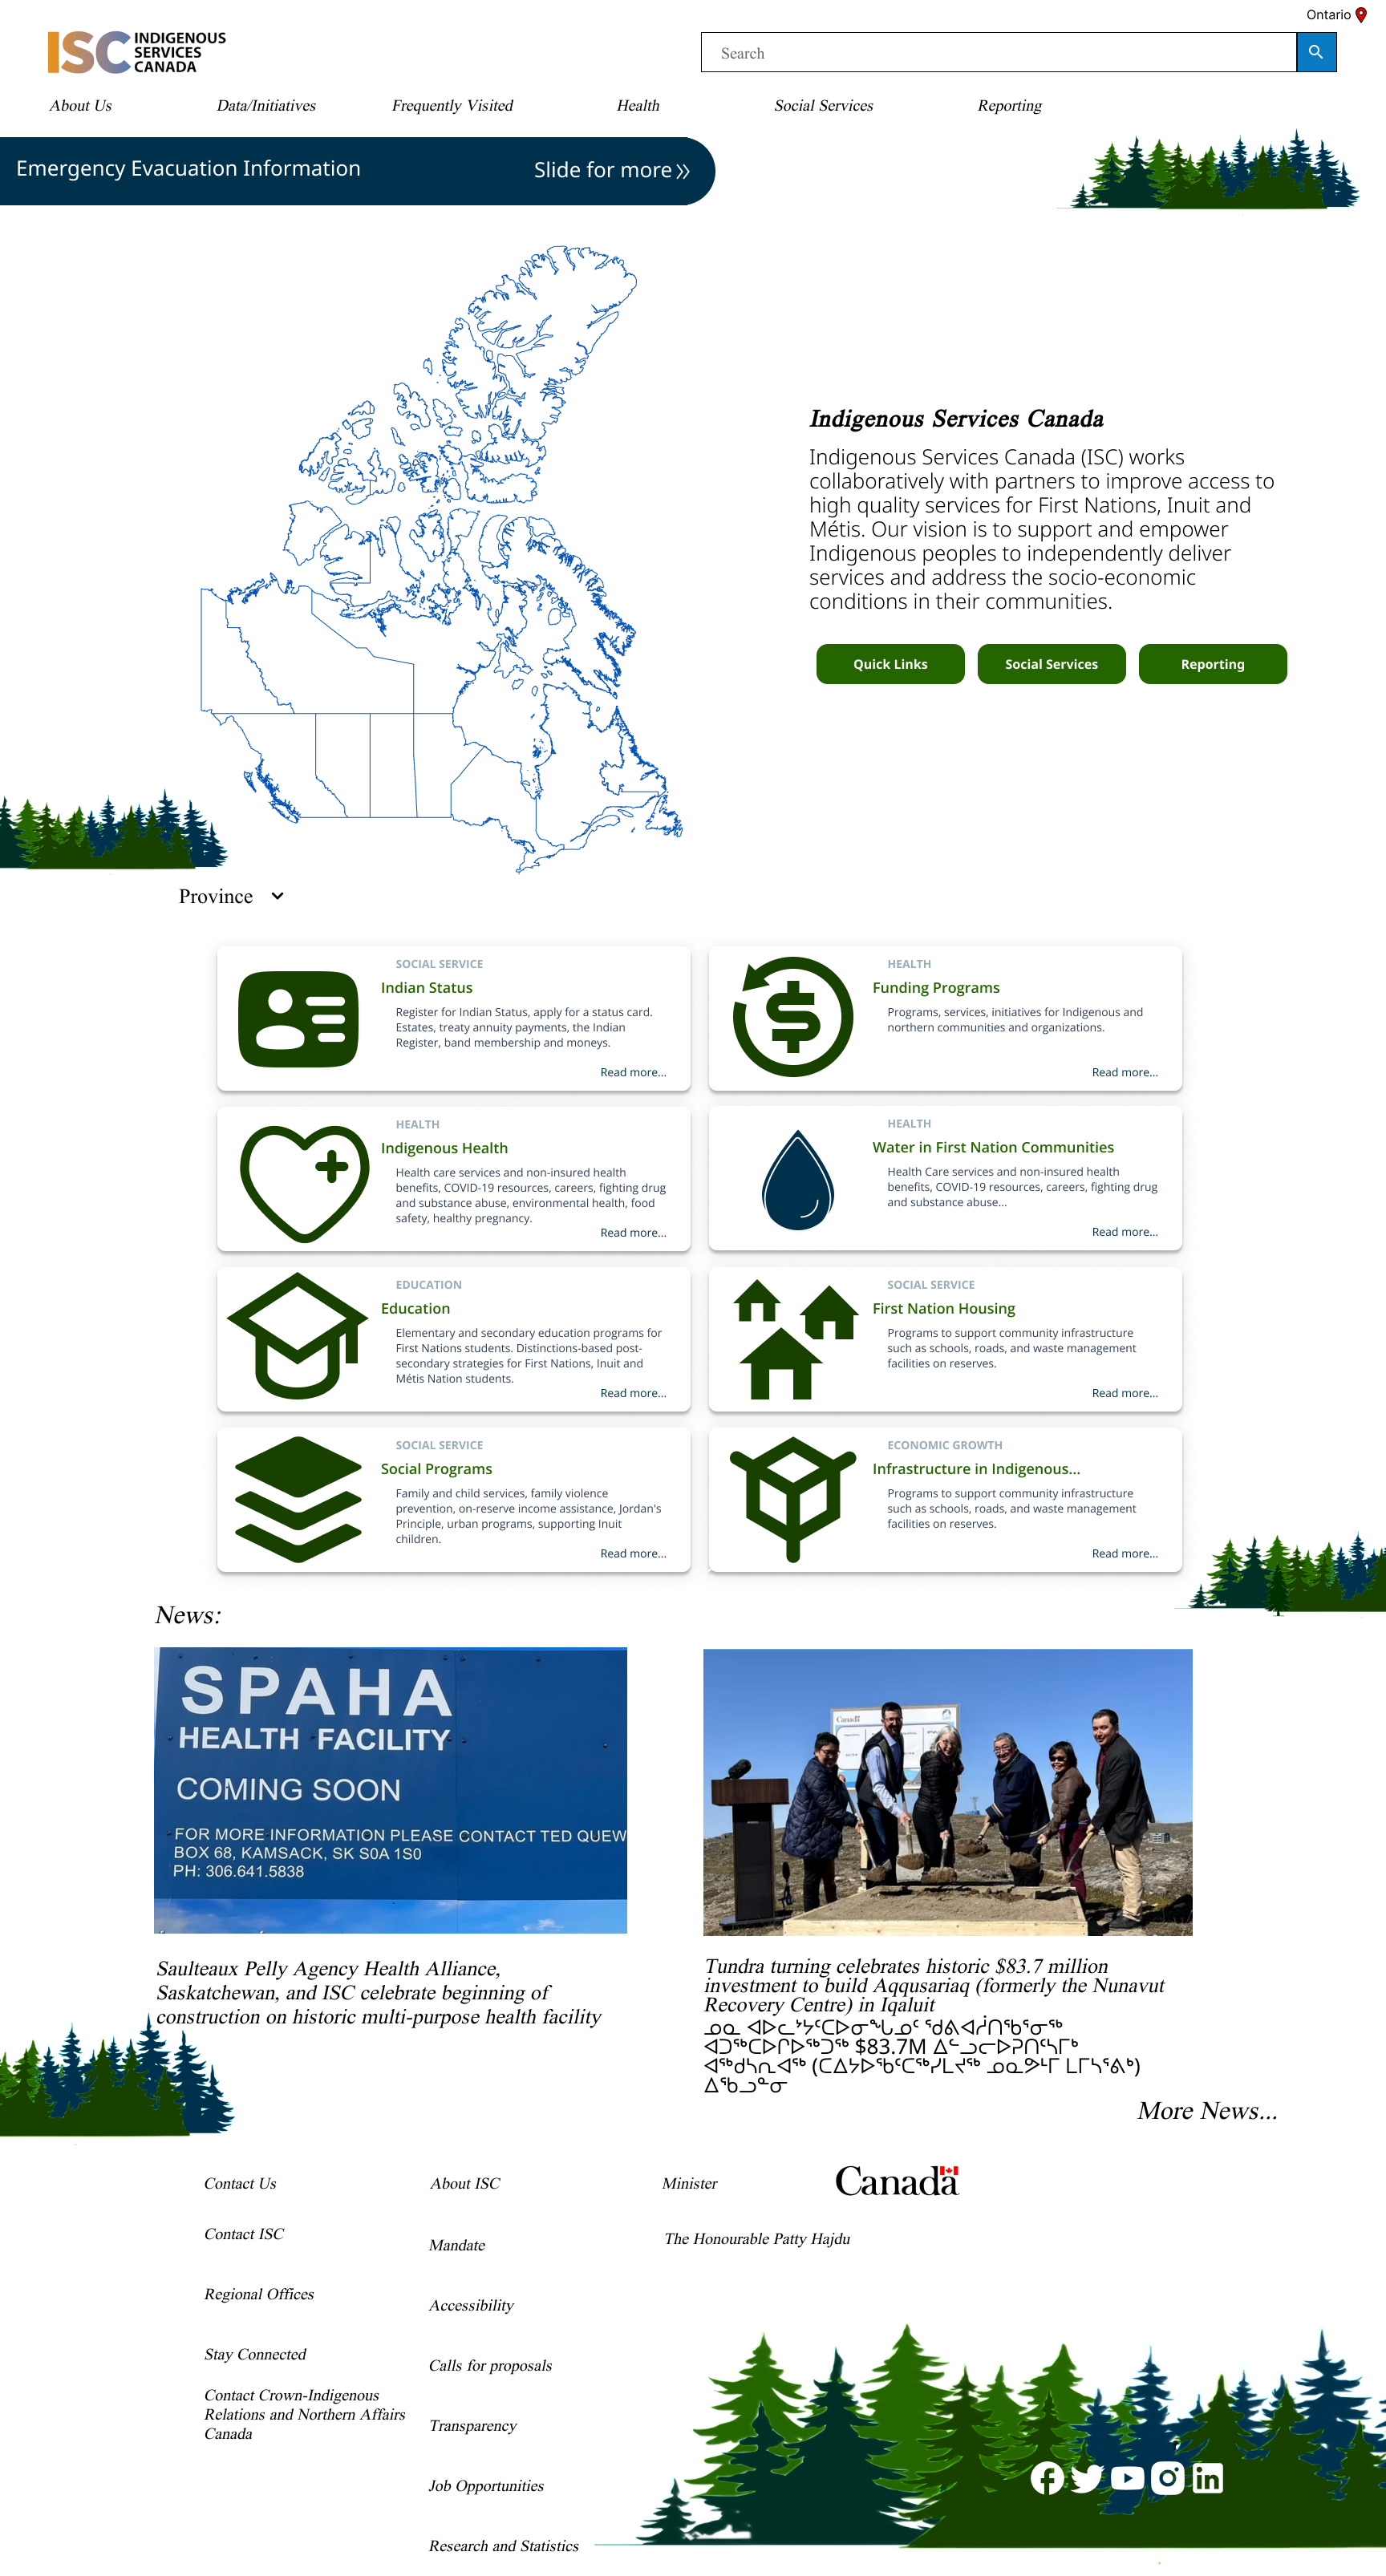 Ontario
ISC INDIGENOUS
SERVICES
CANADA
Search
About Us
Data/Initiatives
Frequently Visited
Health
Social Services
Reporting
Emergency Evacuation Information
Slide for more
Indigenous Services Canada
Indigenous Services Canada (ISC) works
collaboratively with partners to improve access to
high quality services for First Nations, Inuit and
Métis. Our vision is to support and empower
Indigenous peoples to independently deliver
services and address the socio-economic
conditions in their communities.
Quick Links
Social Services
Reporting
Province
SOCIAL SERVICE
Indian Status
Register for Indian Status, apply for a status card.
Estates, treaty annuity payments, the Indian
Register, band membership and moneys.
Read more...
HEALTH
Funding Programs
Programs, services, initiatives for Indigenous and
northern communities and organizations.
Read more...
HEALTH
Indigenous Health
Health care services and non-insured health
benefits, COVID-19 resources, careers, fighting drug
and substance abuse, environmental health, food
safety, healthy pregnancy.
Read more...
HEALTH
Water in First Nation Communities
Health Care services and non-insured health
benefits, COVID-19 resources, careers, fighting drug
and substance abuse...
Read more...
EDUCATION
Education
Elementary and secondary education programs for
First Nations students. Distinctions-based post-
secondary strategies for First Nations, Inuit and
Métis Nation students.
Read more...
SOCIAL SERVICE
First Nation Housing
Programs to support community infrastructure
such as schools, roads, and waste management
facilities on reserves.
Read more...
SOCIAL SERVICE
Social Programs
Family and child services, family violence
prevention, on-reserve income assistance, Jordan's
Principle, urban programs, supporting Inuit
children.
Read more...
ECONOMIC GROWTH
Infrastructure in Indigenous...
Programs to support community infrastructure
such as schools, roads, and waste management
facilities on reserves.
Read more...
News:
SPAHA
HEALTH FACILITY
COMING SOON
FOR MORE INFORMATION PLEASE CONTACT TED QUEW
BOX 68, KAMSACK, SK S0A 1S0
PH: 306.641.5838
Canada
Saulteaux Pelly Agency Health Alliance,
Saskatchewan, and ISC celebrate beginning of
construction on historic multi-purpose health facility
Tundra turning celebrates historic $83.7 million
investment to build Aqqusariaq (formerly the Nunavut
Recovery Centre) in Iqaluit
ᓄᓇ ᐊᐅᓚᔾᔭᑦᑕᐅᓂᖓᓄᑦ ᖁᕕᐊᓲᑎᖃᕐᓂᖅ
ᐊᑐᖅᑕᐅᒋᐅᖅᑐᖅ $83.7M ᐃᓪᓗᓕᐅᕈᑎᑦᓴᒥᒃ
ᐊᖅᑯᓴᕆᐊᖅ (ᑕᐃᔭᐅᖃᑦᑕᖅᓯᒪᔪᖅ ᓄᓇᕗᒻᒥ ᒪᒥᓴᕐᕕᒃ)
ᐃᖃᓗᓐᓂ
More News...
Contact Us
Contact ISC
Regional Offices
Stay Connected
Contact Crown-Indigenous
Relations and Northern Affairs
Canada
About ISC
Mandate
Accessibility
Calls for proposals
Transparency
Job Opportunities
Research and Statistics
Minister
The Honourable Patty Hajdu
Canada